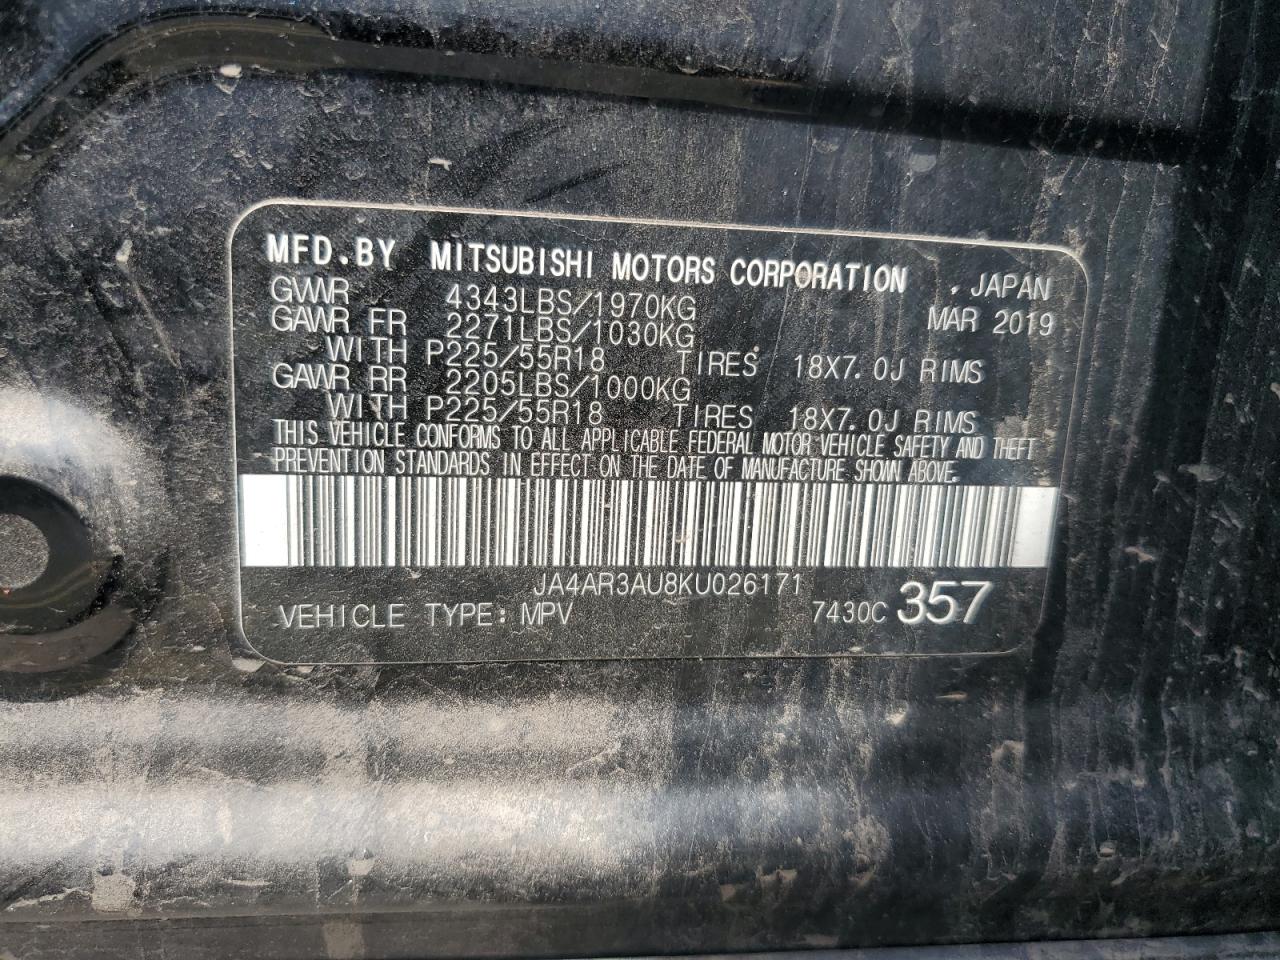 MFD.BY MITSUBISHI MOTORS CORPORATION . JAPAN
GVWR 4343LBS/1970KG MAR 2019
GAWR FR 2271LBS/1030KG
WITH P225/55R18 TIRES 18X7.0J RIMS
GAWR RR 2205LBS/1000KG
WITH P225/55R18 TIRES 18X7.0J RIMS
THIS VEHICLE CONFORMS TO ALL APPLICABLE FEDERAL MOTOR VEHICLE SAFETY AND THEFT
PREVENTION STANDARDS IN EFFECT ON THE DATE OF MANUFACTURE SHOWN ABOVE.
JA4AR3AU8KU026171
VEHICLE TYPE: MPV 7430C 357